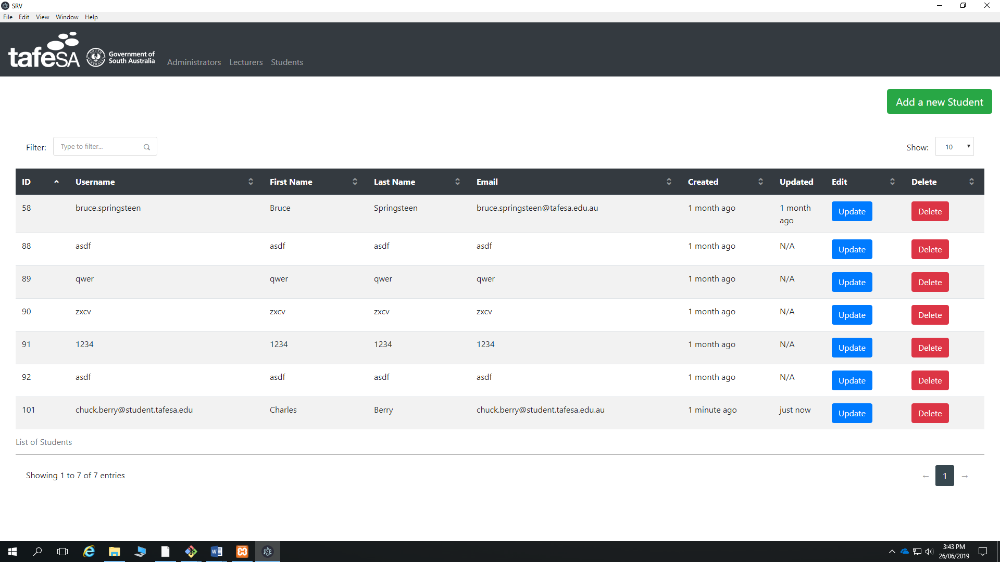 SRV
File Edit View Window Help
tafeSA
Government of
South Australia
Administrators Lecturers Students
Add a new Student
Filter: Type to filter... Show: 10
ID Username First Name Last Name Email Created Updated Edit Delete
58 bruce.springsteen Bruce Springsteen bruce.springsteen@tafesa.edu.au 1 month ago 1 month ago Update Delete
88 asdf asdf asdf asdf 1 month ago N/A Update Delete
89 qwer qwer qwer qwer 1 month ago N/A Update Delete
90 zxcv zxcv zxcv zxcv 1 month ago N/A Update Delete
91 1234 1234 1234 1234 1 month ago N/A Update Delete
92 asdf asdf asdf asdf 1 month ago N/A Update Delete
101 chuck.berry@student.tafesa.edu Charles Berry chuck.berry@student.tafesa.edu.au 1 minute ago just now Update Delete
List of Students
Showing 1 to 7 of 7 entries ← 1 →
3:43 PM
26/06/2019